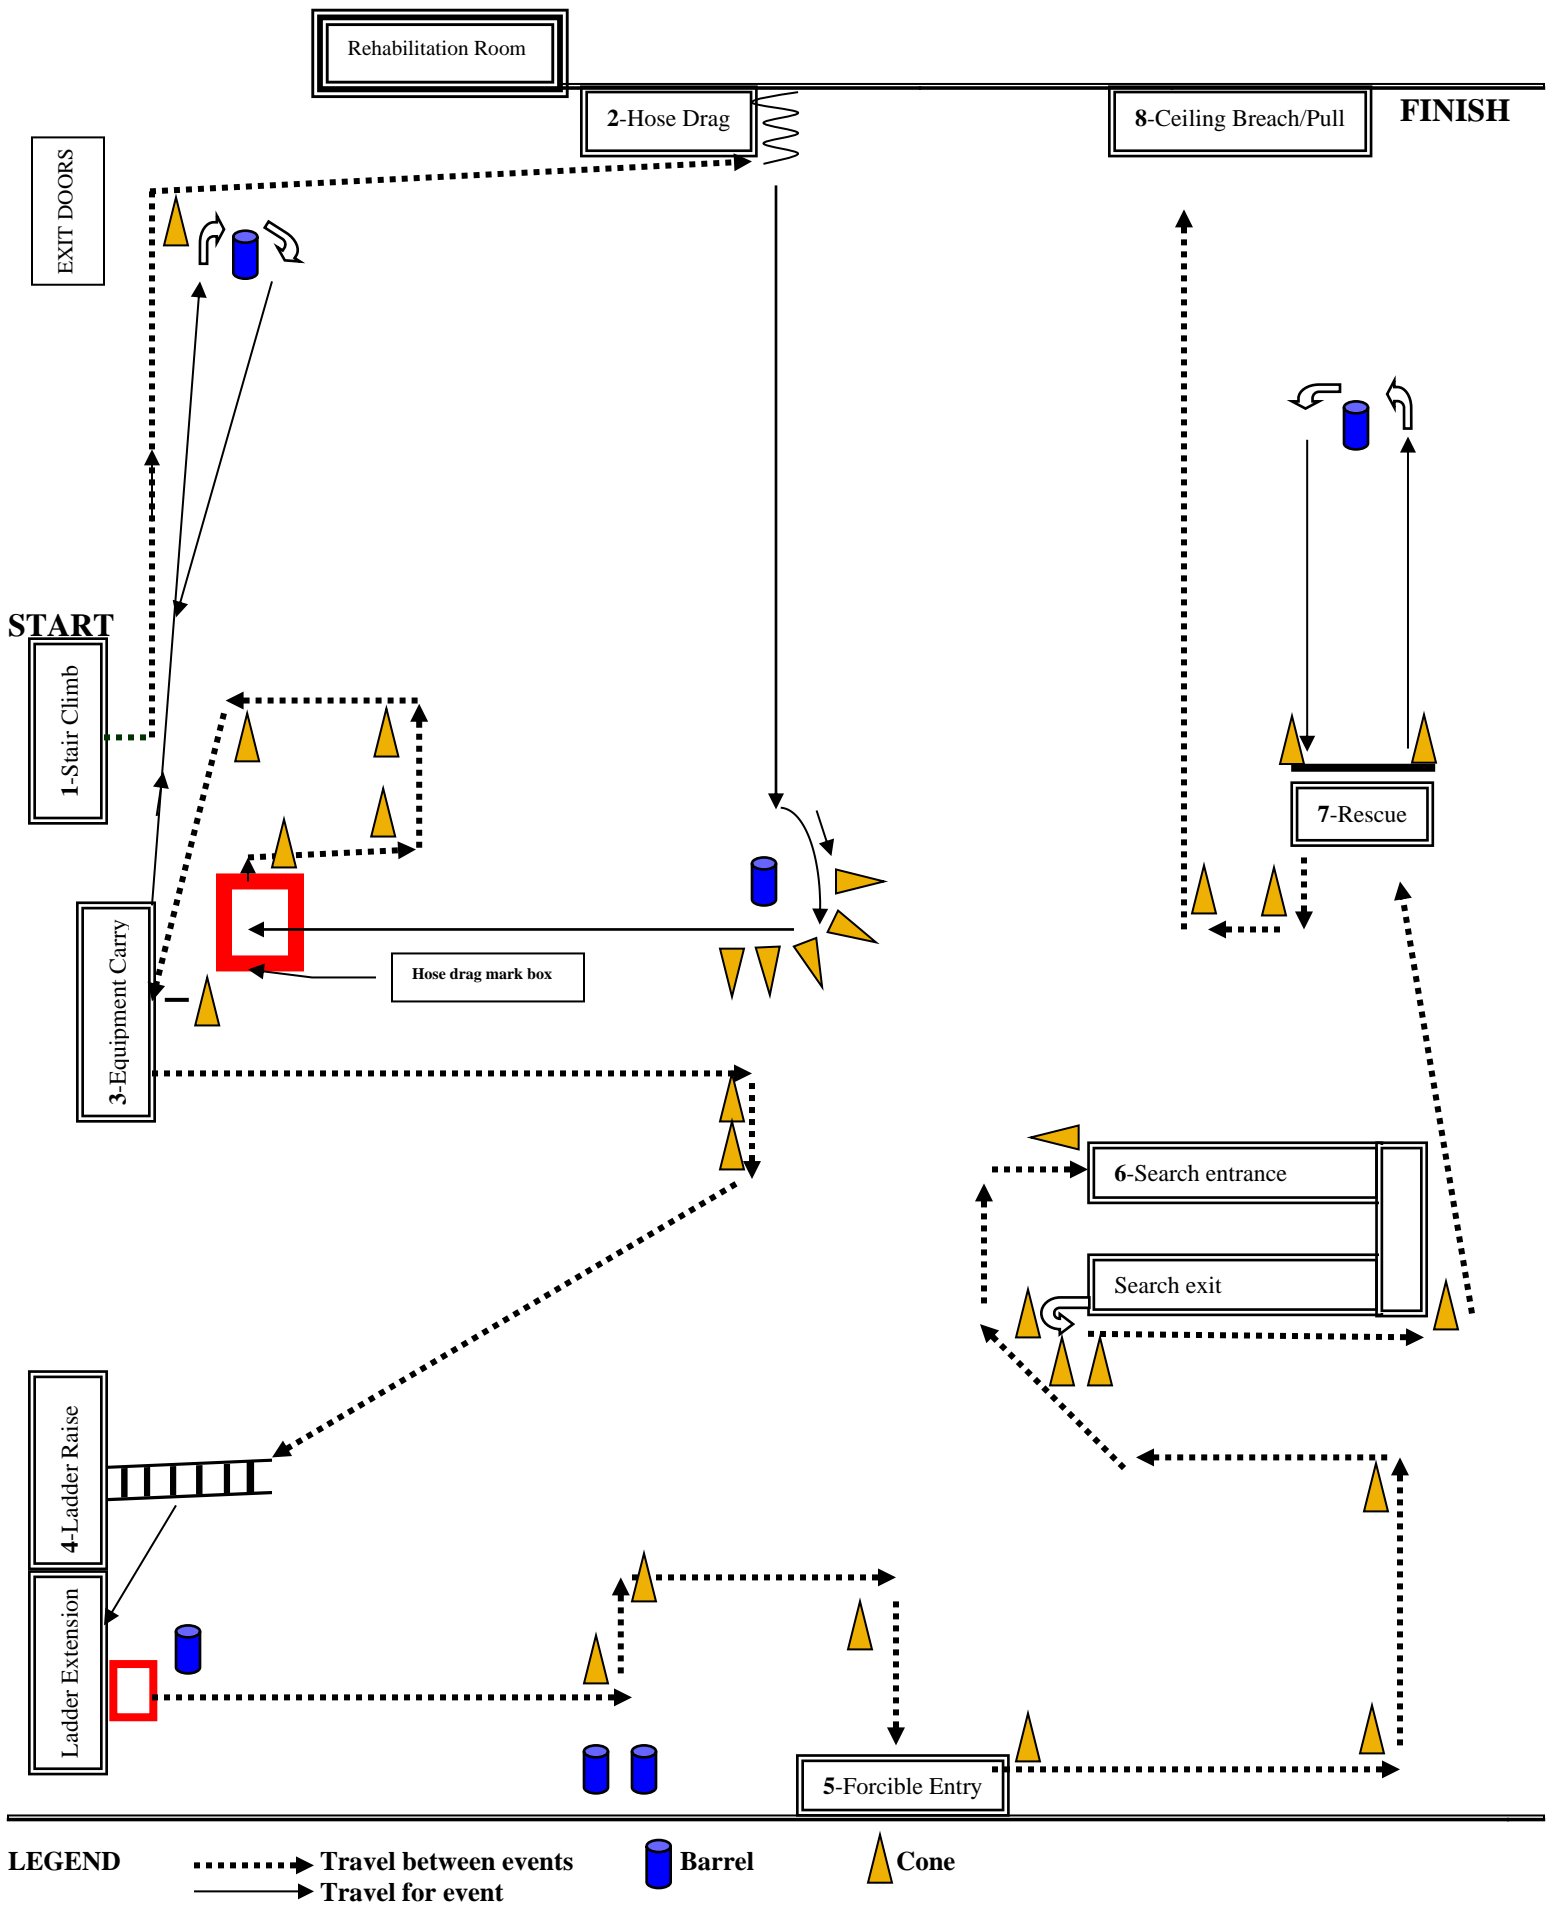 Rehabilitation Room
2-Hose Drag
8-Ceiling Breach/Pull
FINISH
EXIT DOORS
START
1-Stair Climb
7-Rescue
3-Equipment Carry
Hose drag mark box
6-Search entrance
Search exit
4-Ladder Raise
Ladder Extension
5-Forcible Entry
LEGEND
Travel between events
Barrel
Cone
Travel for event